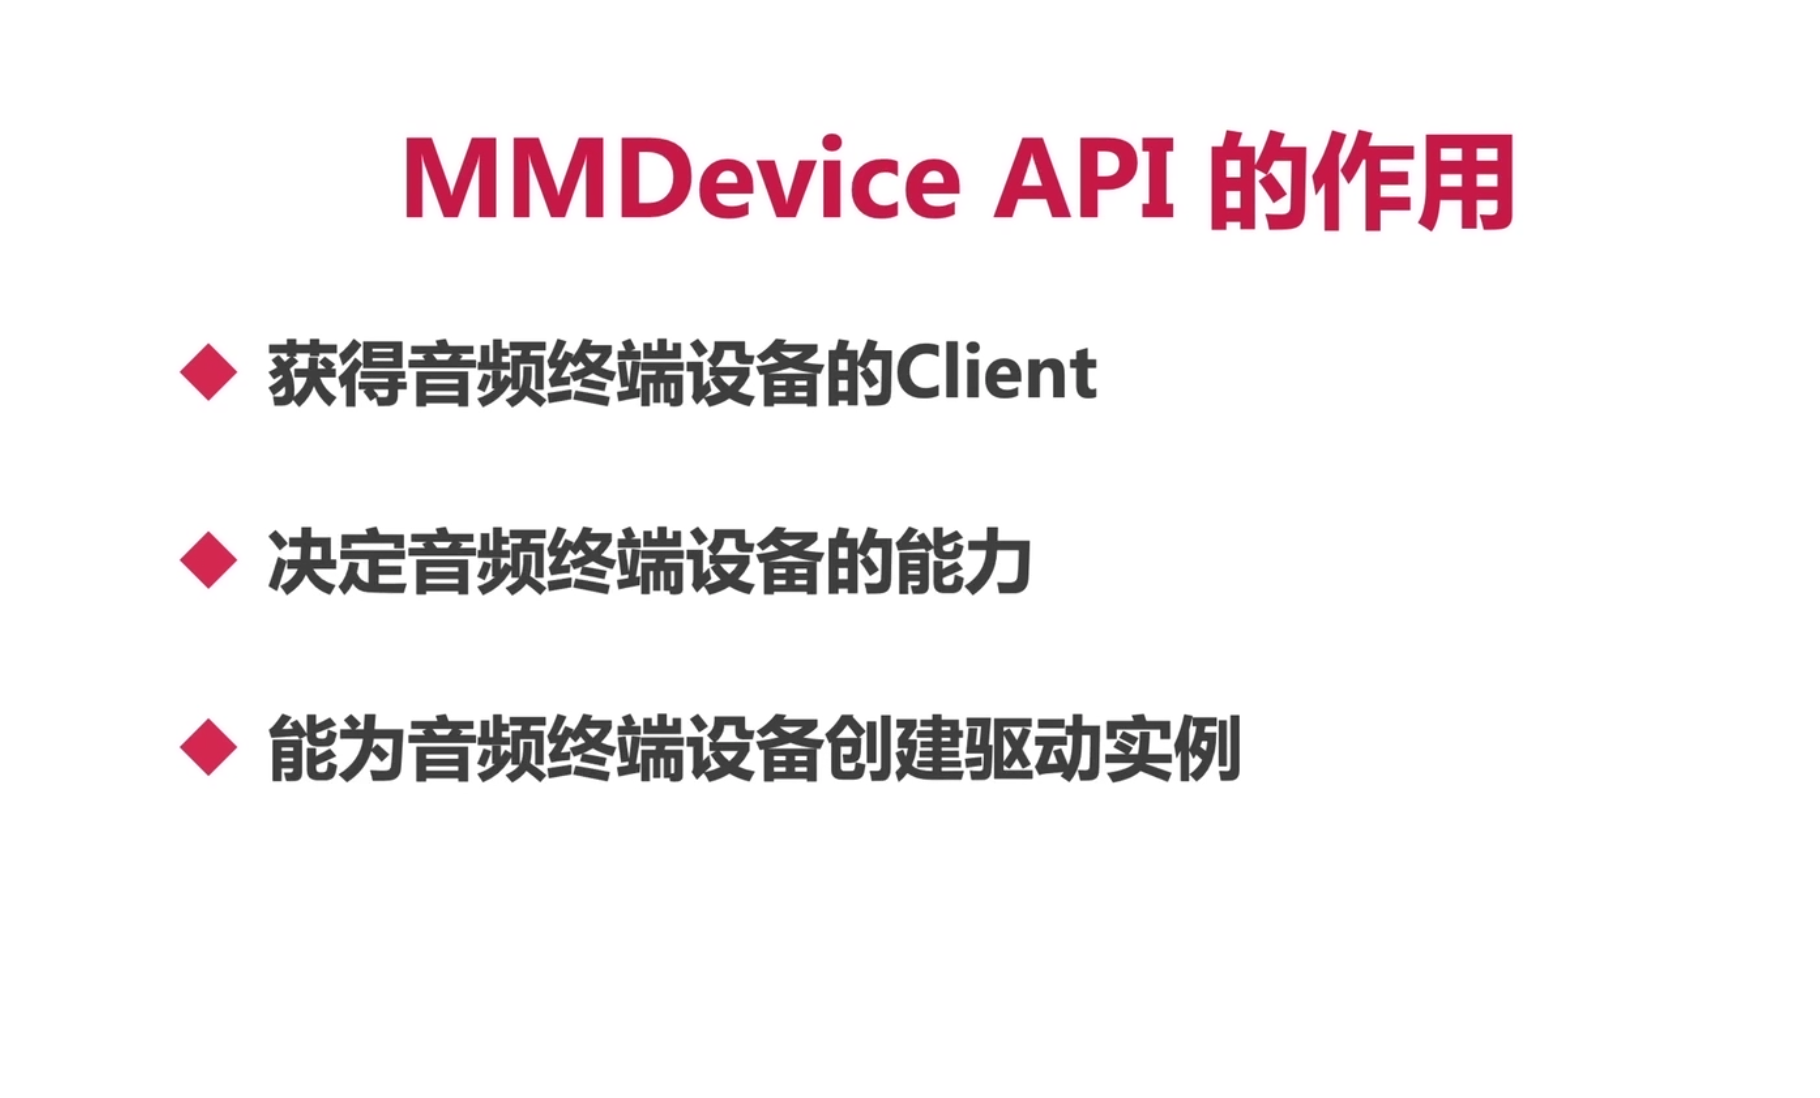 MMDevice API 的作用
获得音频终端设备的Client
决定音频终端设备的能力
能为音频终端设备创建驱动实例